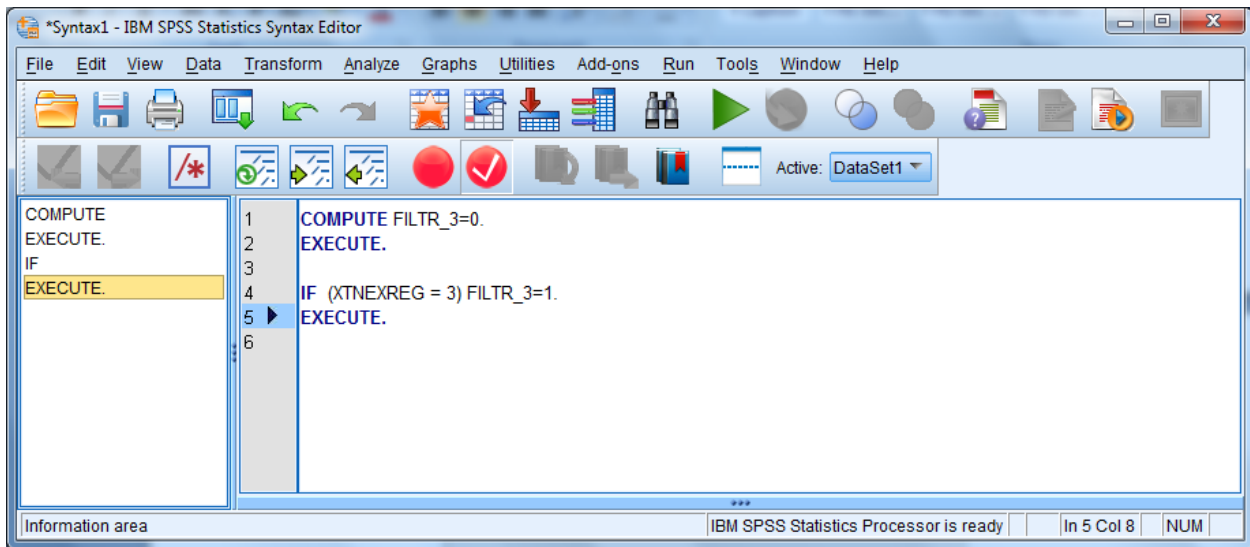 *Syntax1 - IBM SPSS Statistics Syntax Editor
File Edit View Data Transform Analyze Graphs Utilities Add-ons Run Tools Window Help
/*
Active: DataSet1
COMPUTE
EXECUTE.
IF
EXECUTE.
1 COMPUTE FILTR_3=0.
2 EXECUTE.
3
4 IF (XTNEXREG = 3) FILTR_3=1.
5 EXECUTE.
6
Information area IBM SPSS Statistics Processor is ready In 5 Col 8 NUM